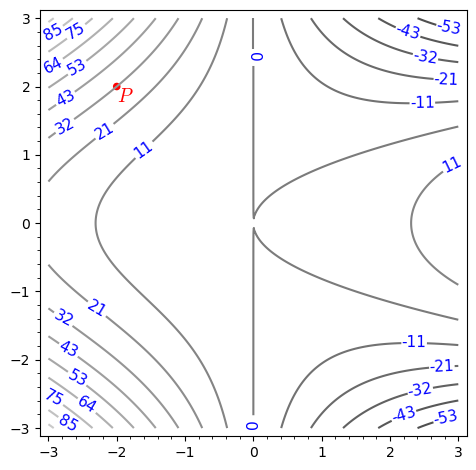 3
85 75 -43 -53
64 53 0 -32
2 43 P -21
32 21 -11
1 11 11
0
-1
21
32 -11
-2 43 -21
53 -32
75 64 -43
-3 85 0 -53
-3 -2 -1 0 1 2 3